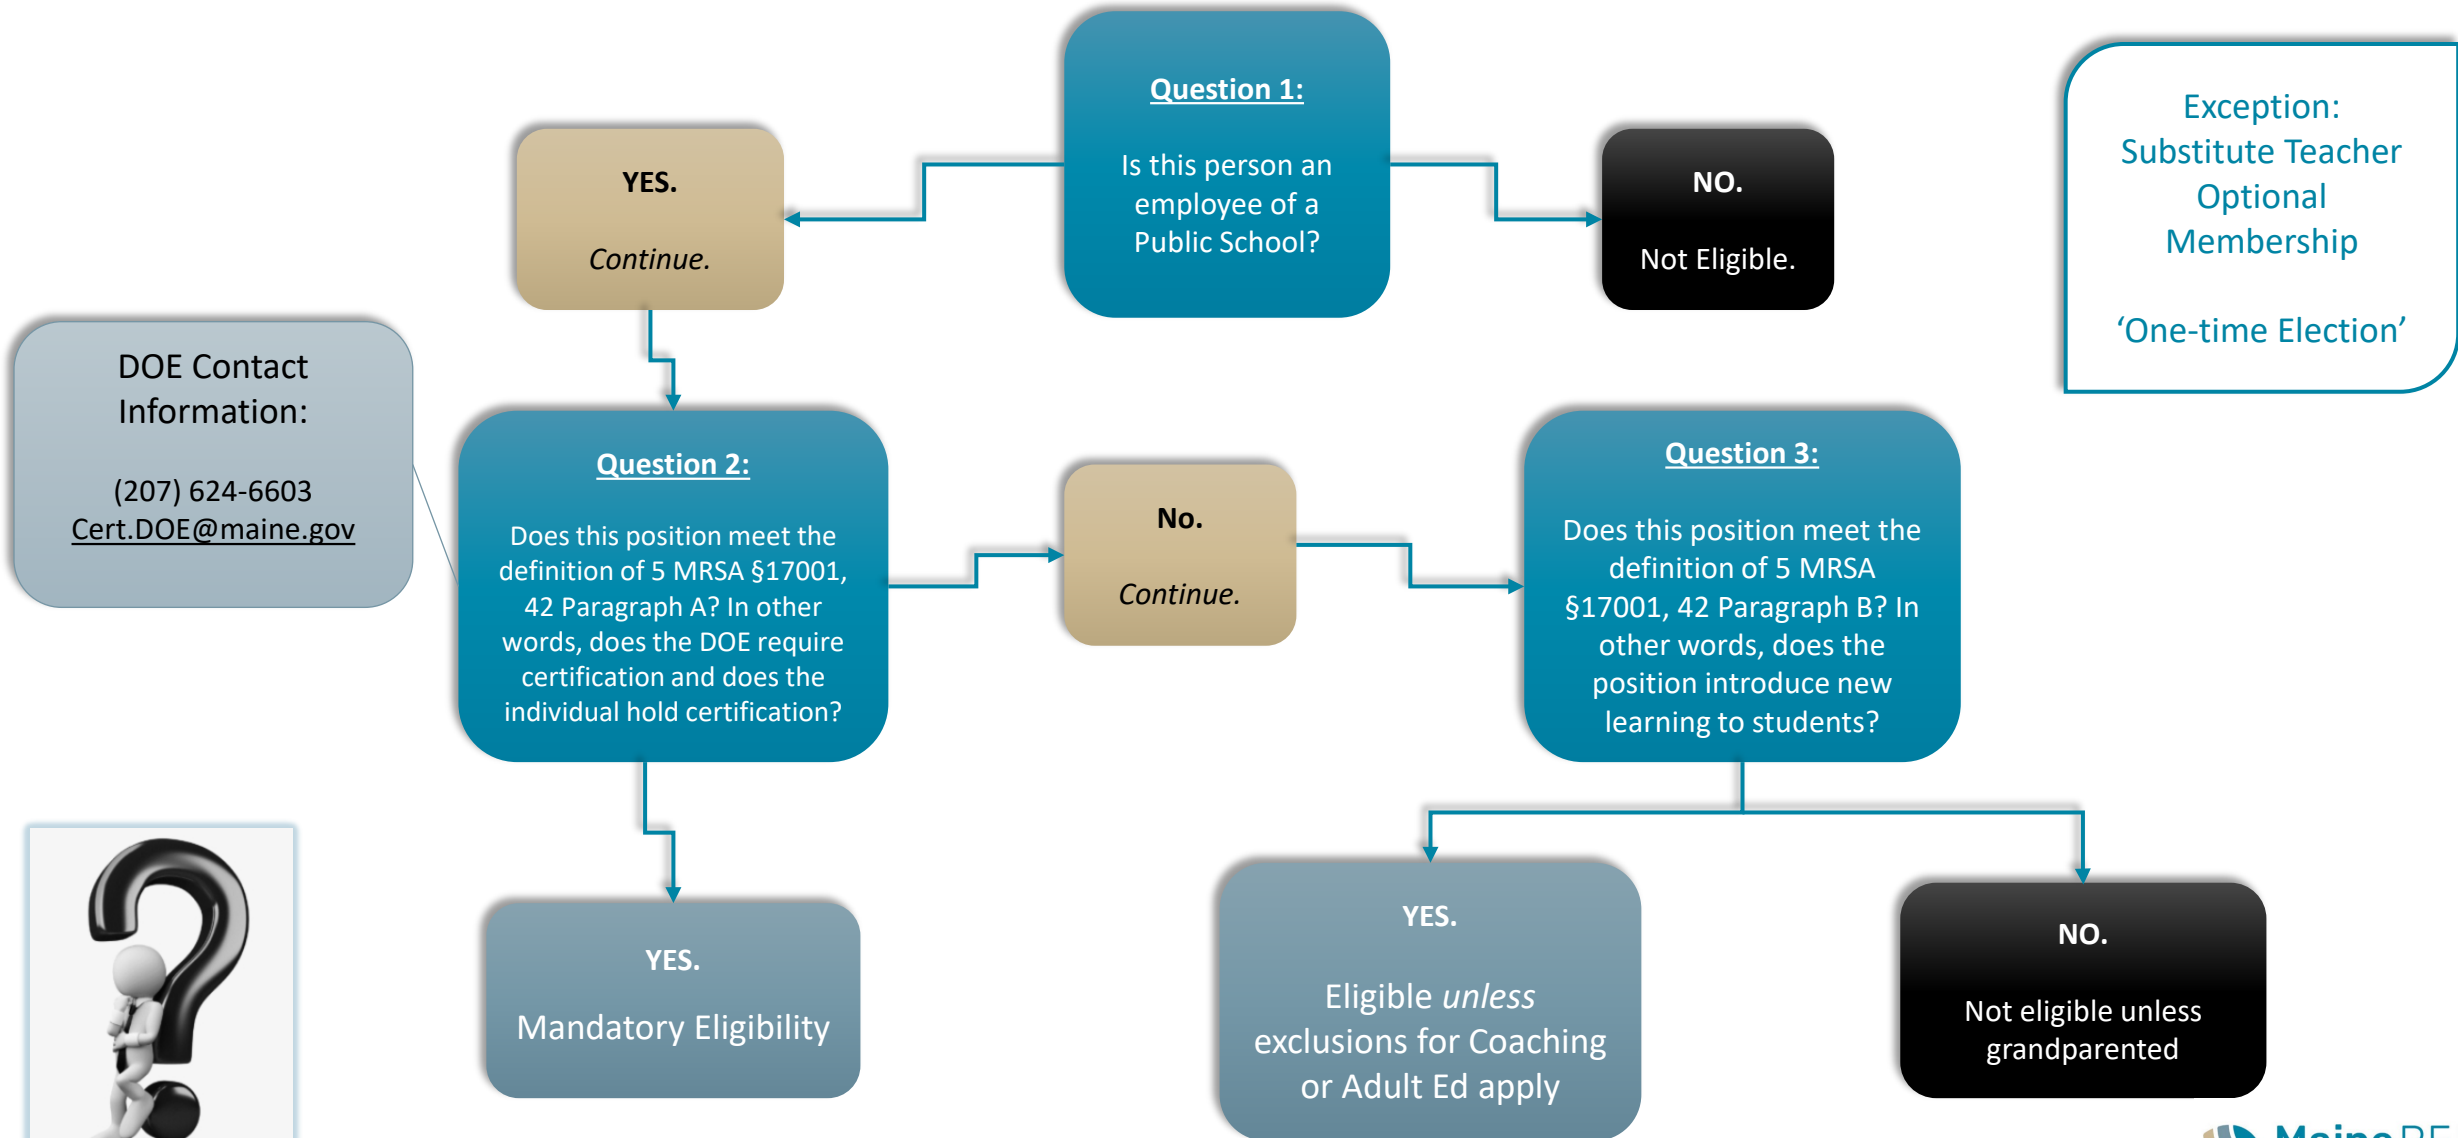 Question 1:
Is this person an
employee of a
Public School?
YES.
Continue.
NO.
Not Eligible.
Exception:
Substitute Teacher
Optional
Membership
‘One-time Election’
DOE Contact
Information:
(207) 624-6603
Cert.DOE@maine.gov
Question 2:
Does this position meet the
definition of 5 MRSA §17001,
42 Paragraph A? In other
words, does the DOE require
certification and does the
individual hold certification?
No.
Continue.
Question 3:
Does this position meet the
definition of 5 MRSA
§17001, 42 Paragraph B? In
other words, does the
position introduce new
learning to students?
YES.
Mandatory Eligibility
YES.
Eligible unless
exclusions for Coaching
or Adult Ed apply
NO.
Not eligible unless
grandparented
Maine